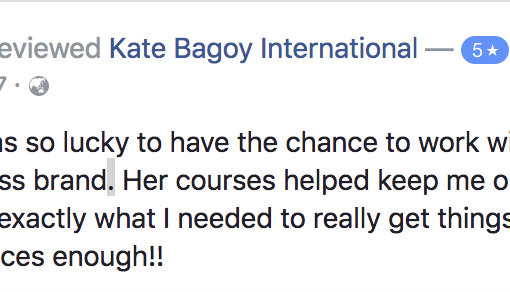 eviewed Kate Bagoy International — 5★
7 ·
as so lucky to have the chance to work wi
ss brand. Her courses helped keep me o
exactly what I needed to really get things
ces enough!!